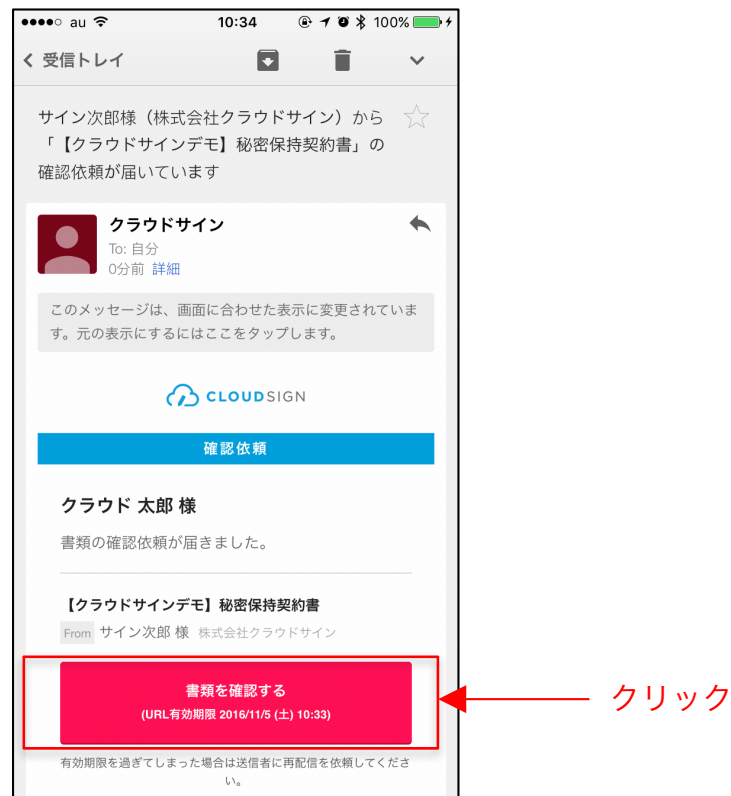 au 10:34 100%
受信トレイ
サイン次郎様（株式会社クラウドサイン）から
「【クラウドサインデモ】秘密保持契約書」の
確認依頼が届いています
クラウドサイン
To: 自分
0分前 詳細
このメッセージは、画面に合わせた表示に変更されていま
す。元の表示にするにはここをタップします。
CLOUDSIGN
確認依頼
クラウド 太郎 様
書類の確認依頼が届きました。
【クラウドサインデモ】秘密保持契約書
From サイン次郎 様 株式会社クラウドサイン
書類を確認する
(URL有効期限 2016/11/5 (土) 10:33)
クリック
有効期限を過ぎてしまった場合は送信者に再配信を依頼してくださ
い。